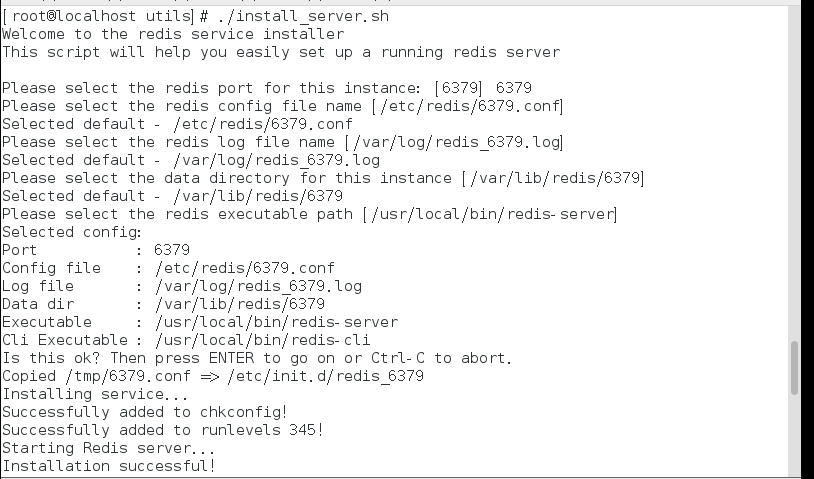 [root@localhost utils]# ./install_server.sh
Welcome to the redis service installer
This script will help you easily set up a running redis server
Please select the redis port for this instance: [6379] 6379
Please select the redis config file name [/etc/redis/6379.conf]
Selected default - /etc/redis/6379.conf
Please select the redis log file name [/var/log/redis_6379.log]
Selected default - /var/log/redis_6379.log
Please select the data directory for this instance [/var/lib/redis/6379]
Selected default - /var/lib/redis/6379
Please select the redis executable path [/usr/local/bin/redis-server]
Selected config:
Port : 6379
Config file : /etc/redis/6379.conf
Log file : /var/log/redis_6379.log
Data dir : /var/lib/redis/6379
Executable : /usr/local/bin/redis-server
Cli Executable : /usr/local/bin/redis-cli
Is this ok? Then press ENTER to go on or Ctrl-C to abort.
Copied /tmp/6379.conf => /etc/init.d/redis_6379
Installing service...
Successfully added to chkconfig!
Successfully added to runlevels 345!
Starting Redis server...
Installation successful!